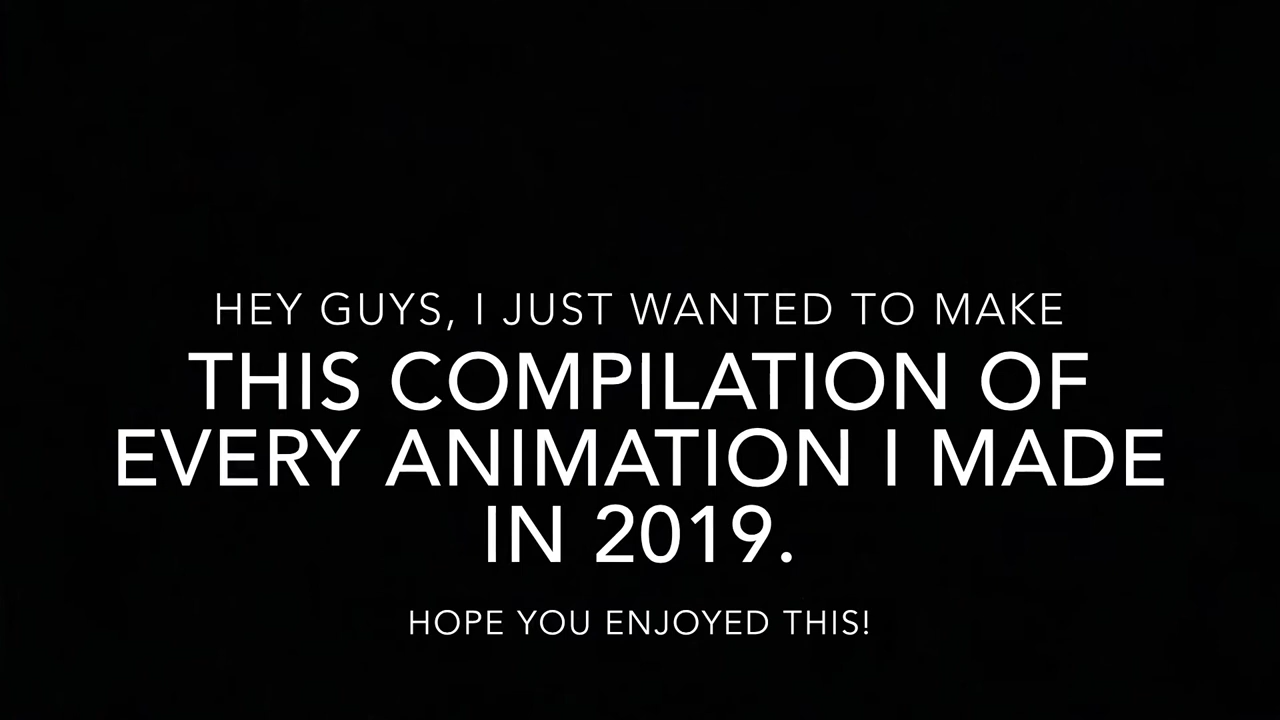 HEY GUYS, I JUST WANTED TO MAKE
THIS COMPILATION OF
EVERY ANIMATION I MADE
IN 2019.
HOPE YOU ENJOYED THIS!